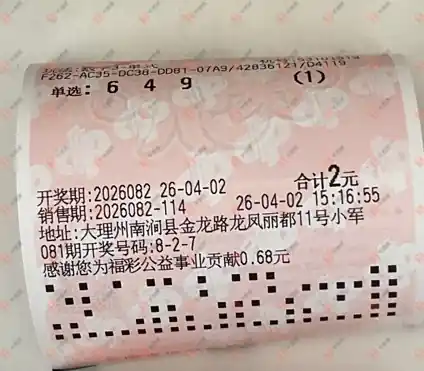 F262-AC35-DC38-DD81-07A9/42836121/D4119
单选: 6 4 9 (1)
合计2元
开奖期:2026082 26-04-02
销售期:2026082-114 26-04-02 15:16:55
地址:大理州南涧县金龙路龙凤丽都11号小军
081期开奖号码:8-2-7
感谢您为福彩公益事业贡献0.68元